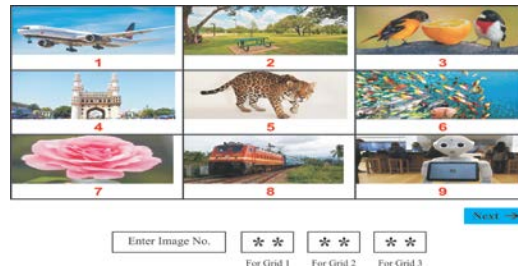 1 2 3
4 5 6
7 8 9
Next →
Enter Image No. ** ** **
For Grid 1 For Grid 2 For Grid 3